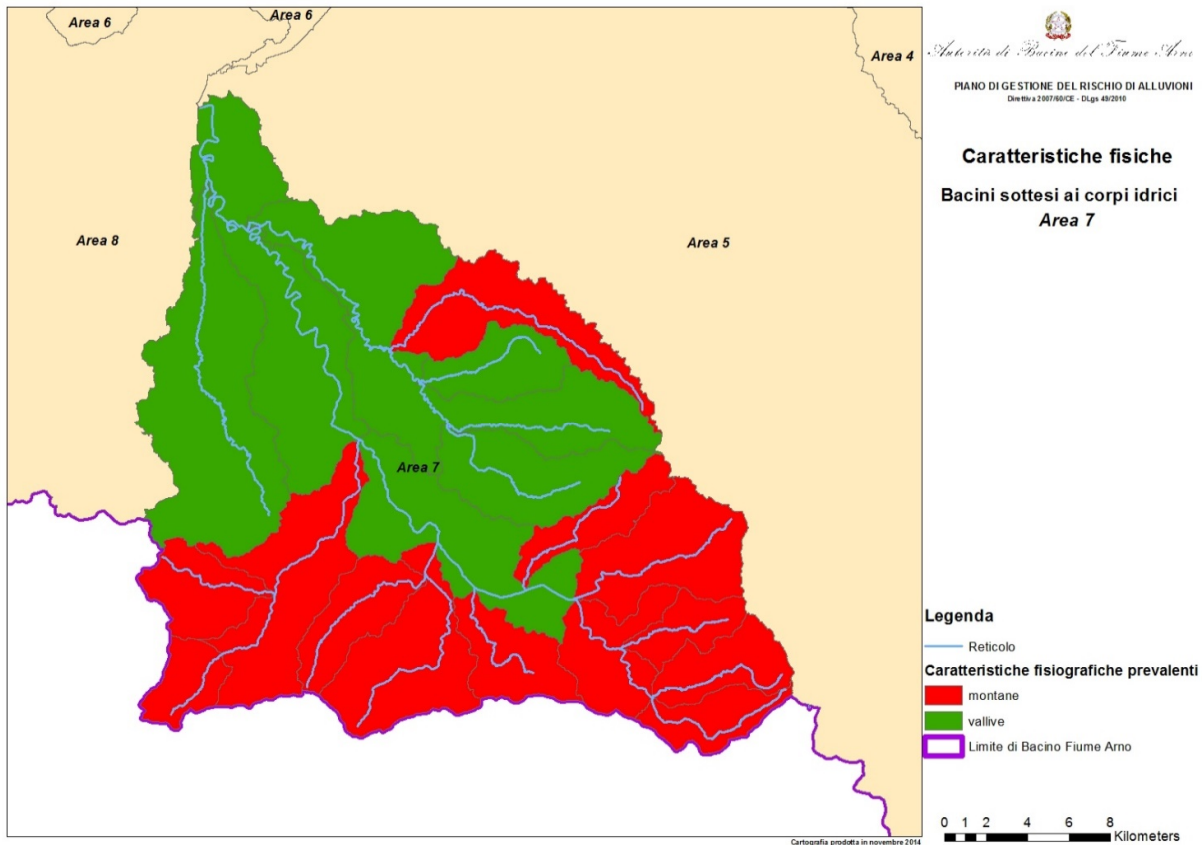 Area 6
Area 6
Area 4
Area 8
Area 5
Area 7
Cartografia prodotta in novembre 2014
Autorità di Bacino del Fiume Arno
PIANO DI GESTIONE DEL RISCHIO DI ALLUVIONI
Direttiva 2007/60/CE - DLgs 49/2010
Caratteristiche fisiche
Bacini sottesi ai corpi idrici
Area 7
Legenda
Reticolo
Caratteristiche fisiografiche prevalenti
montane
vallive
Limite di Bacino Fiume Arno
0 1 2 4 6 8
Kilometers